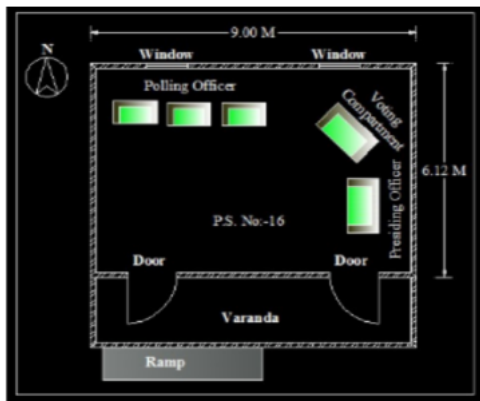 9.00 M
N
Window
Window
Polling Officer
Voting
Compartment
6.12 M
Presiding Officer
P.S. No:-16
Door
Door
Varanda
Ramp